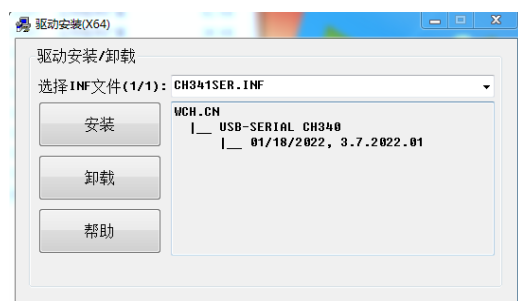 驱动安装(X64)
驱动安装/卸载
选择INF文件(1/1): CH341SER.INF
安装
WCH.CN
|__ USB-SERIAL CH340
|__ 01/18/2022, 3.7.2022.01
卸载
帮助